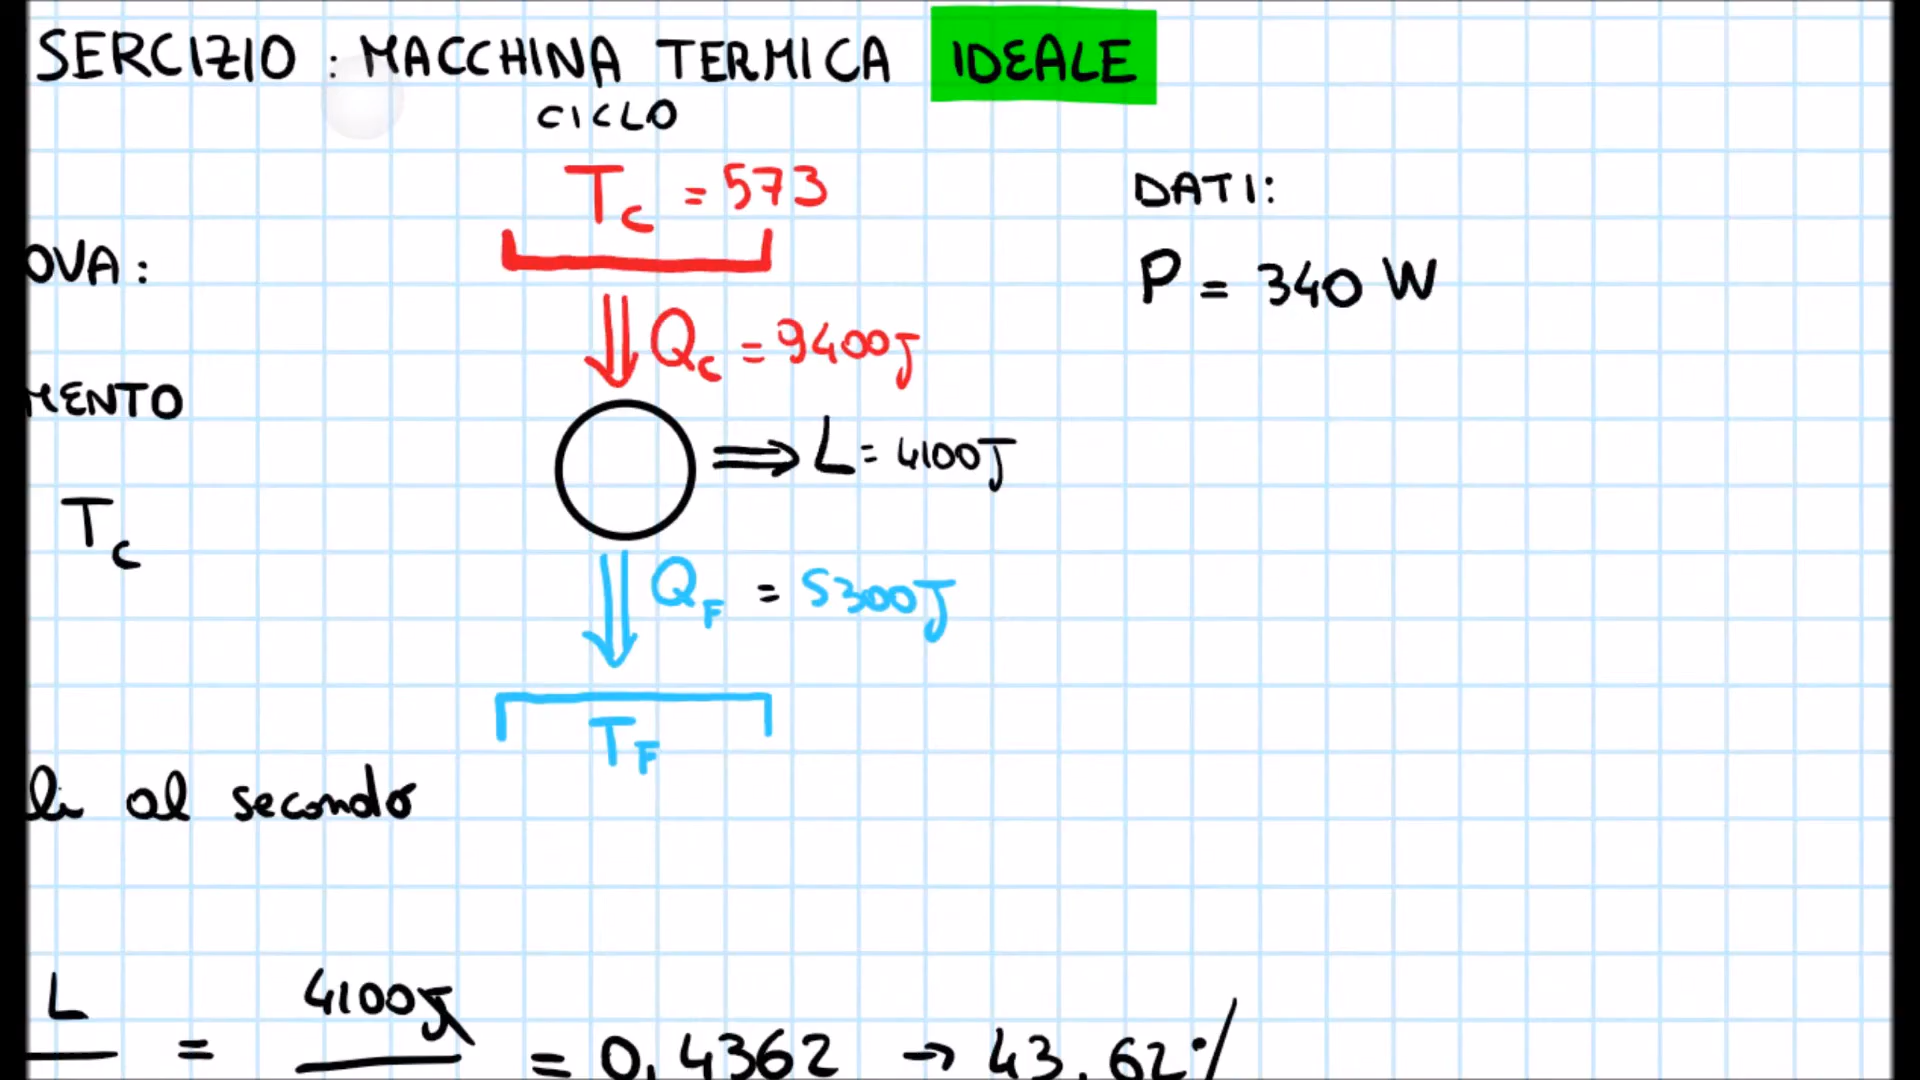 SERCIZIO : MACCHINA TERMICA IDEALE
CICLO
Tc = 573
DATI:
OVA:
P = 340 W
Qc = 9400J
MENTO
L = 4100J
Tc
QF = 5300J
TF
li al secondo
L = 4100J = 0,4362 → 43,62%